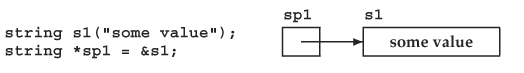 sp1 s1
string s1("some value");
string *sp1 = &s1;
some value